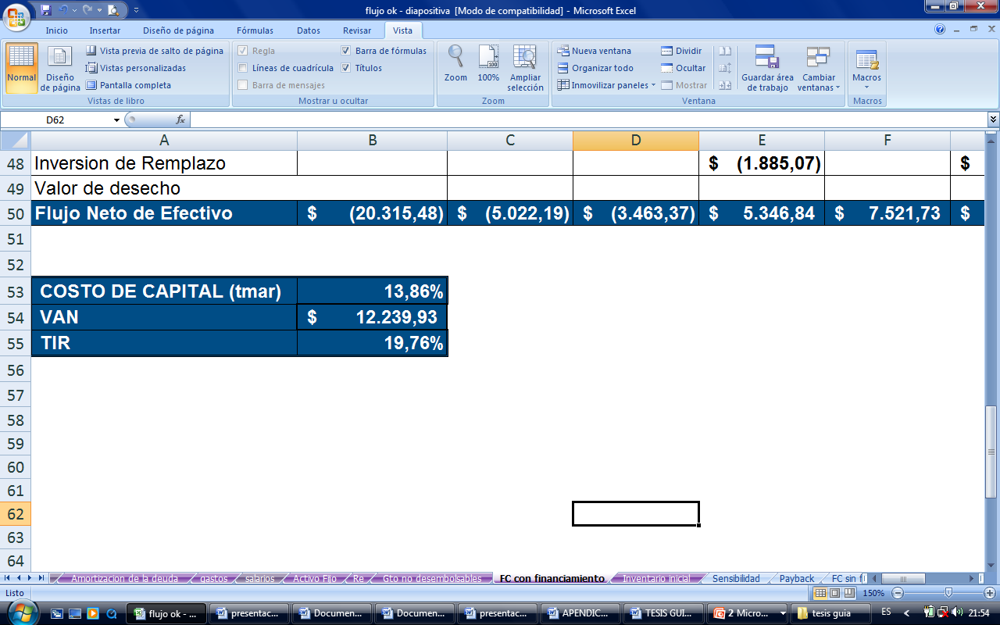 flujo ok - diapositiva [Modo de compatibilidad] - Microsoft Excel
Inicio Insertar Diseño de página Fórmulas Datos Revisar Vista
Normal
Diseño de página
Vista previa de salto de página
Vistas personalizadas
Pantalla completa
Vistas de libro
Regla
Líneas de cuadrícula
Barra de mensajes
Barra de fórmulas
Títulos
Mostrar u ocultar
Zoom
100%
Ampliar selección
Zoom
Nueva ventana
Organizar todo
Inmovilizar paneles
Dividir
Ocultar
Mostrar
Guardar área de trabajo
Cambiar ventanas
Ventana
Macros
Macros
D62 fx
A B C D E F
48 Inversion de Remplazo $ (1.885,07) $
49 Valor de desecho
50 Flujo Neto de Efectivo $ (20.315,48) $ (5.022,19) $ (3.463,37) $ 5.346,84 $ 7.521,73 $
51
52
53 COSTO DE CAPITAL (tmar) 13,86%
54 VAN $ 12.239,93
55 TIR 19,76%
56
57
58
59
60
61
62
63
64
Amortizacion de la deuda gastos salarios Activo Fijo Re Gto no desembolsables FC con financiamiento Inventario inicial Sensibilidad Payback FC sin f
Listo 150%
flujo ok - ... presentac... Documen... Documen... presentac... APENDIC... TESIS GUI... 2 Micro... tesis guia ES 21:54